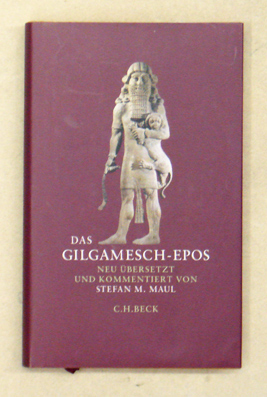 DAS
GILGAMESCH-EPOS
NEU ÜBERSETZT
UND KOMMENTIERT VON
STEFAN M. MAUL
C.H.BECK